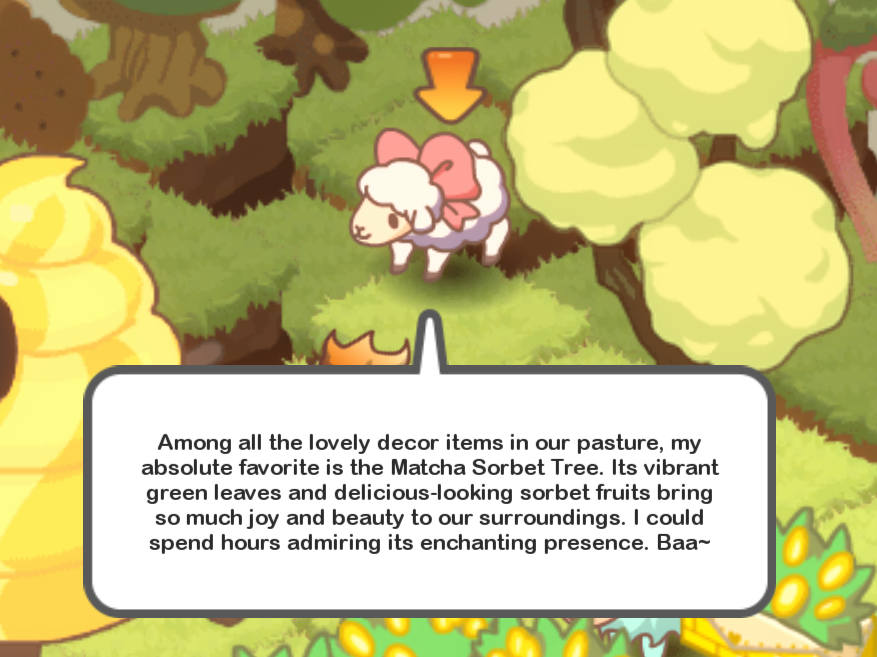 Among all the lovely decor items in our pasture, my
absolute favorite is the Matcha Sorbet Tree. Its vibrant
green leaves and delicious-looking sorbet fruits bring
so much joy and beauty to our surroundings. I could
spend hours admiring its enchanting presence. Baa~